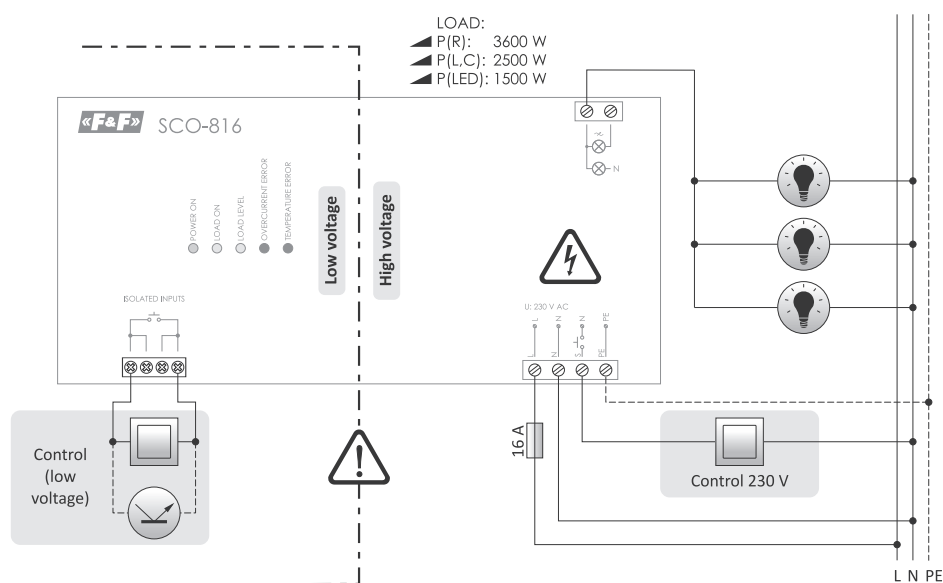 LOAD:
P(R): 3600 W
P(L,C): 2500 W
P(LED): 1500 W
«F&F» SCO-816
N
POWER ON
LOAD ON
LOAD LEVEL
OVERCURRENT ERROR
TEMPERATURE ERROR
Low voltage
High voltage
ISOLATED INPUTS
U: 230 V AC
L N N PE
L N S PE
16 A
Control
(low
voltage)
Control 230 V
L N PE